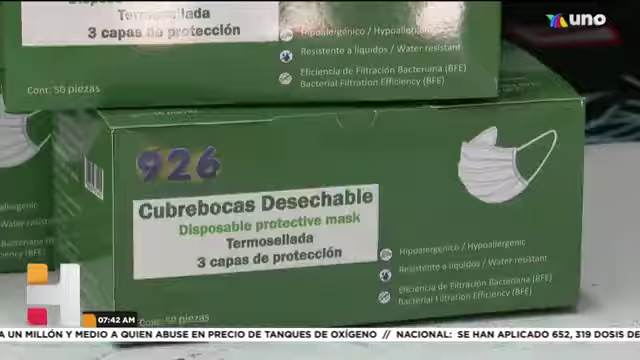 uno
Termosellada
3 capas de protección
Hipoalergénico / Hypoallergenic
Resistente a líquidos / Water resistant
Eficiencia de Filtración Bacteriana (BFE)
Bacterial Filtration Efficiency (BFE)
Cont: 50 piezas
926
Cubrebocas Desechable
Disposable protective mask
Termosellada
3 capas de protección
Hipoalergénico / Hypoallergenic
Resistente a líquidos / Water resistant
Eficiencia de Filtración Bacteriana (BFE)
Bacterial Filtration Efficiency (BFE)
Cont: 50 piezas
07:42 AM
A UN MILLÓN Y MEDIO A QUIEN ABUSE EN PRECIO DE TANQUES DE OXÍGENO // NACIONAL: SE HAN APLICADO 652, 319 DOSIS DE